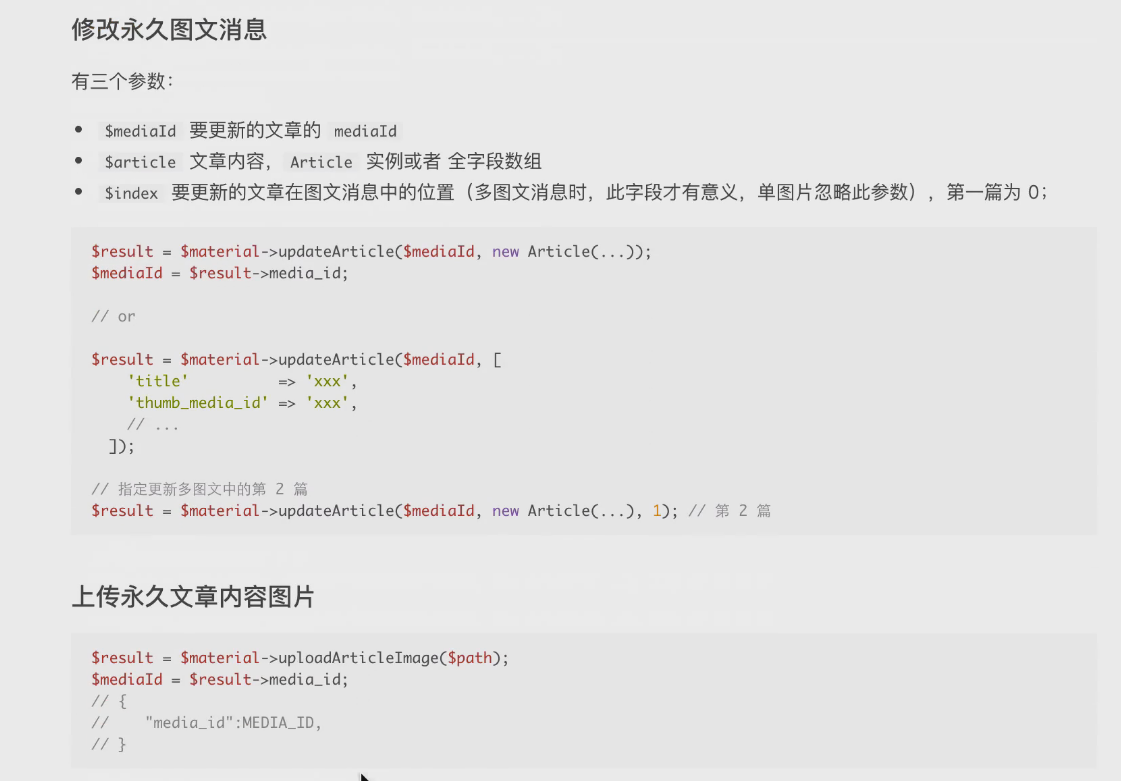 修改永久图文消息
有三个参数：
$mediaId 要更新的文章的 mediaId
$article 文章内容， Article 实例或者 全字段数组
$index 要更新的文章在图文消息中的位置（多图文消息时，此字段才有意义，单图片忽略此参数），第一篇为 0；
$result = $material->updateArticle($mediaId, new Article(...));
$mediaId = $result->media_id;
// or
$result = $material->updateArticle($mediaId, [
'title' => 'xxx',
'thumb_media_id' => 'xxx',
// ...
]);
// 指定更新多图文中的第 2 篇
$result = $material->updateArticle($mediaId, new Article(...), 1); // 第 2 篇
上传永久文章内容图片
$result = $material->uploadArticleImage($path);
$mediaId = $result->media_id;
// {
// "media_id":MEDIA_ID,
// }